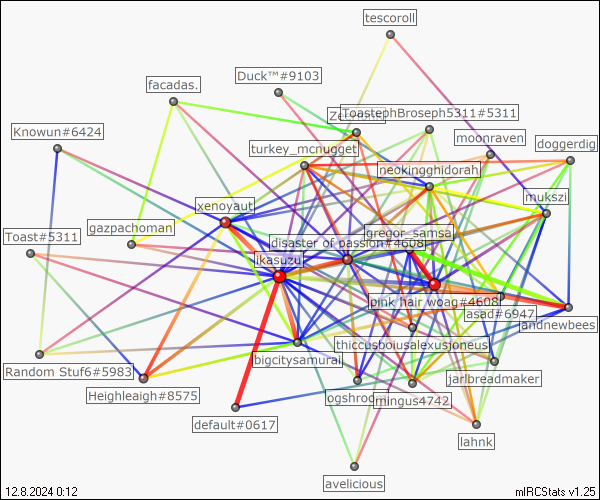 tescoroll
Duck™#9103
facadas.
ToastephBroseph5311#5311
Knowun#6424
moonraven
doggerdig
turkey_mcnugget
neokingghidorah
mukszi
xenoyaut
gazpachoman
gregor_samsa
Toast#5311
disaster of passion#4608
ikasuzu
pink hair woag#4608
asad#6947
andnewbees
thiccusbousalexusjoneus
bigcitysamurai
Random Stuf6#5983
jarlbreadmaker
Heighleaigh#8575
ogshrod
mingus4742
default#0617
lahnk
avelicious
12.8.2024 0:12
mIRCStats v1.25